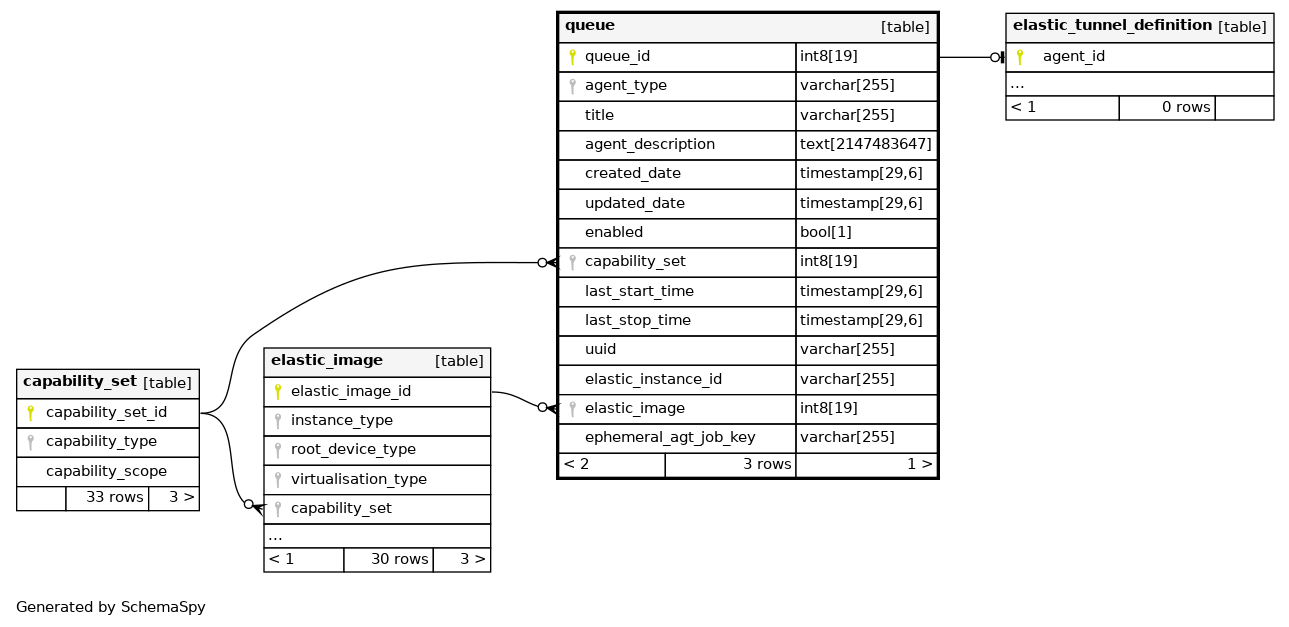 queue [table]
queue_id int8[19]
agent_type varchar[255]
title varchar[255]
agent_description text[2147483647]
created_date timestamp[29,6]
updated_date timestamp[29,6]
enabled bool[1]
capability_set int8[19]
last_start_time timestamp[29,6]
last_stop_time timestamp[29,6]
uuid varchar[255]
elastic_instance_id varchar[255]
elastic_image int8[19]
ephemeral_agt_job_key varchar[255]
< 2 3 rows 1 >
elastic_tunnel_definition [table]
agent_id
...
< 1 0 rows
elastic_image [table]
elastic_image_id
instance_type
root_device_type
virtualisation_type
capability_set
...
< 1 30 rows 3 >
capability_set [table]
capability_set_id
capability_type
capability_scope
33 rows 3 >
Generated by SchemaSpy